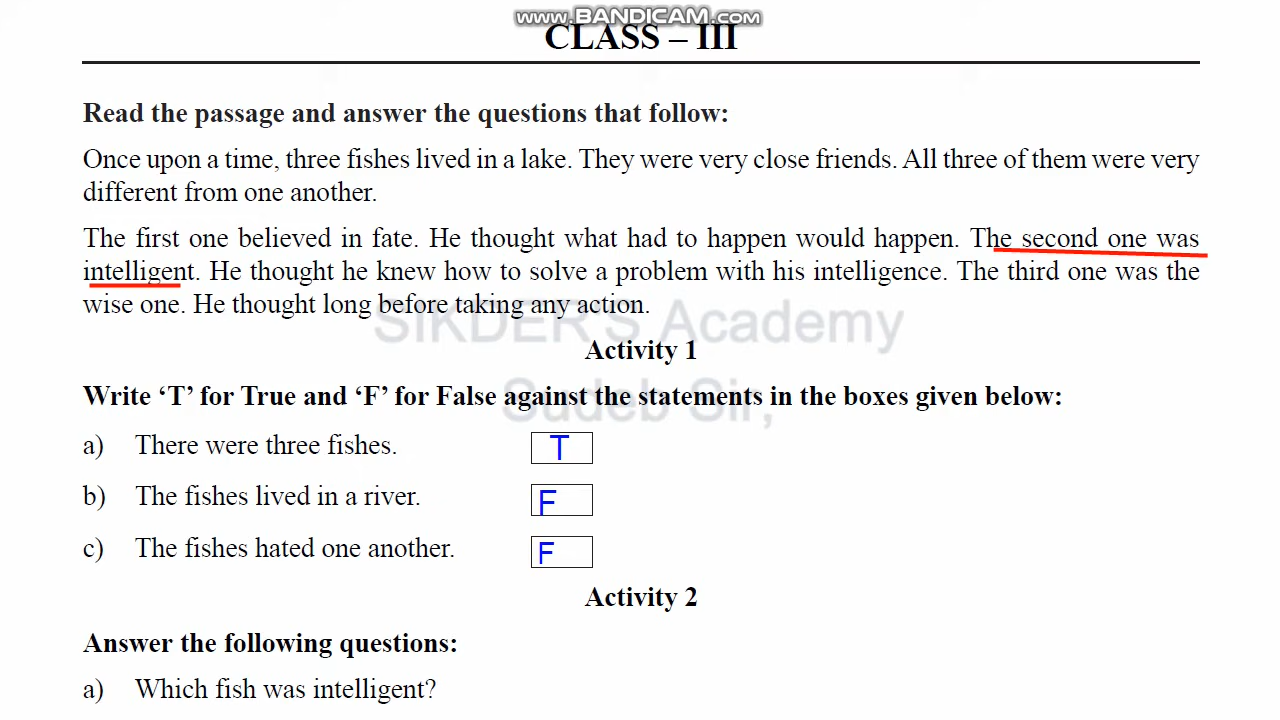 www.BANDICAM.com
CLASS – III
Read the passage and answer the questions that follow:
Once upon a time, three fishes lived in a lake. They were very close friends. All three of them were very
different from one another.
The first one believed in fate. He thought what had to happen would happen. The second one was
intelligent. He thought he knew how to solve a problem with his intelligence. The third one was the
wise one. He thought long before taking any action.
SIKDER'S Academy
Activity 1
Sudeb Sir,
Write ‘T’ for True and ‘F’ for False against the statements in the boxes given below:
a) There were three fishes. T
b) The fishes lived in a river. F
c) The fishes hated one another. F
Activity 2
Answer the following questions:
a) Which fish was intelligent?